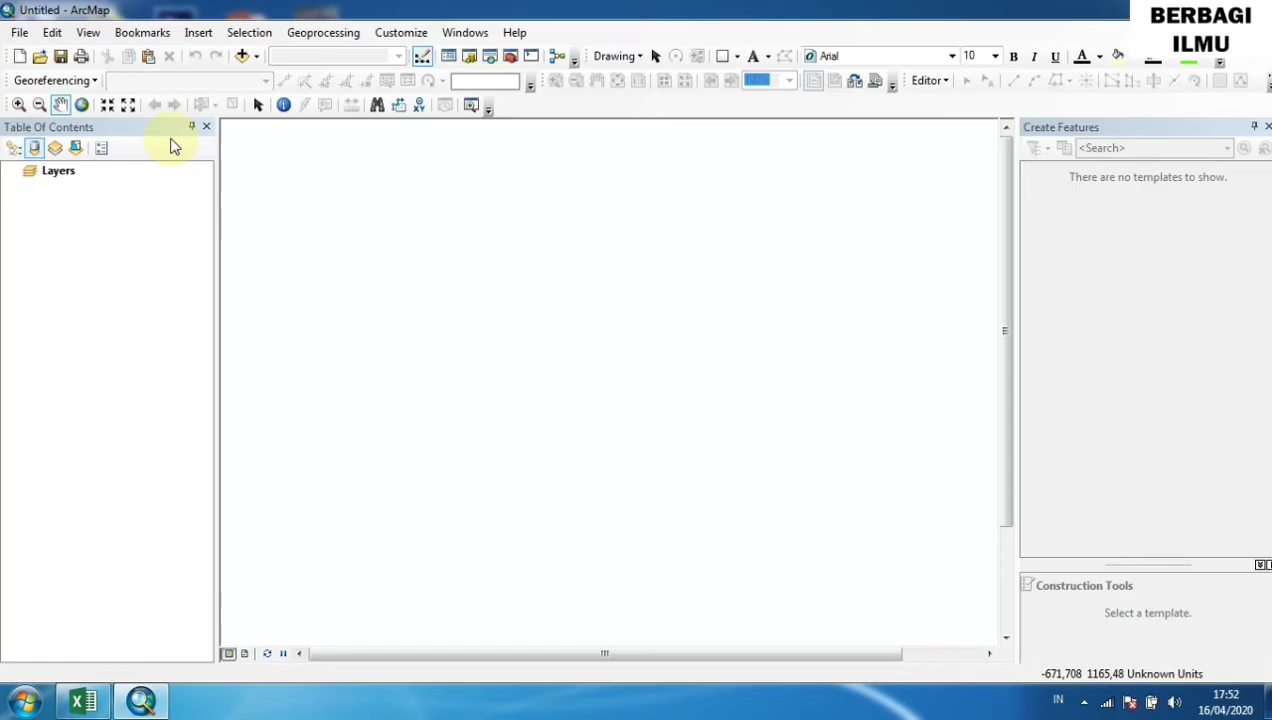 Untitled - ArcMap
BERBAGI
ILMU
File Edit View Bookmarks Insert Selection Geoprocessing Customize Windows Help
Drawing Arial 10 B I U A
Georeferencing Editor
Table Of Contents
Layers
Create Features
<Search>
There are no templates to show.
Construction Tools
Select a template.
-671,708 1165,48 Unknown Units
IN
17:52
16/04/2020